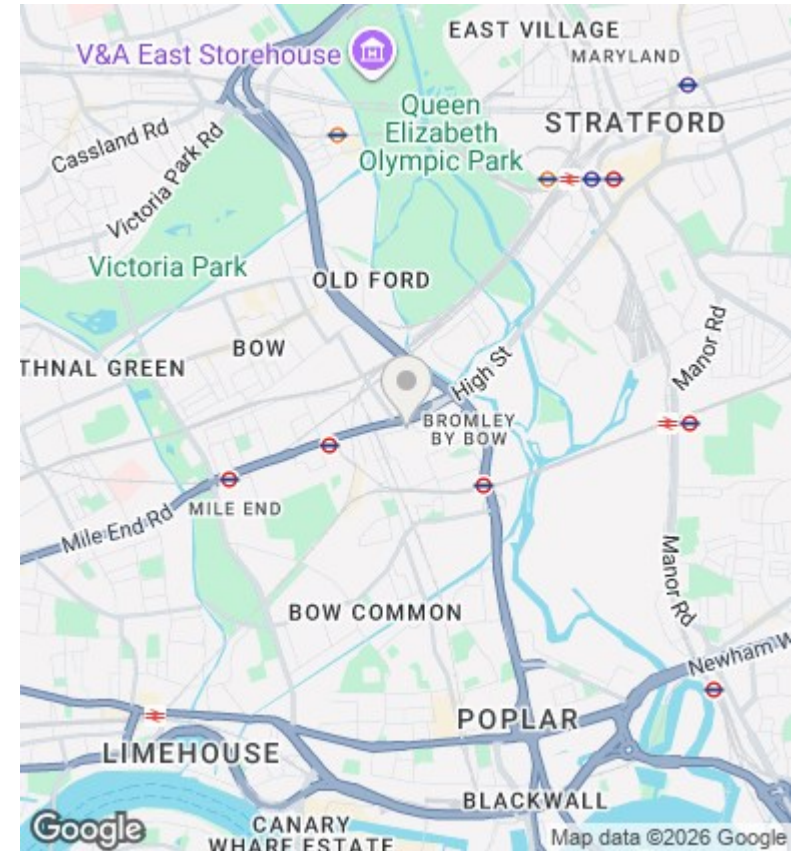 EAST VILLAGE
V&A East Storehouse
MARYLAND
Queen
Elizabeth
Olympic Park
STRATFORD
Cassland Rd
Victoria Park Rd
Victoria Park
OLD FORD
BOW
THNAL GREEN
High St
Manor Rd
BROMLEY
BY BOW
MILE END
Mile End Rd
Manor Rd
BOW COMMON
Newham W
POPLAR
LIMEHOUSE
BLACKWALL
CANARY
WHARF ESTATE
Google
Map data ©2026 Google